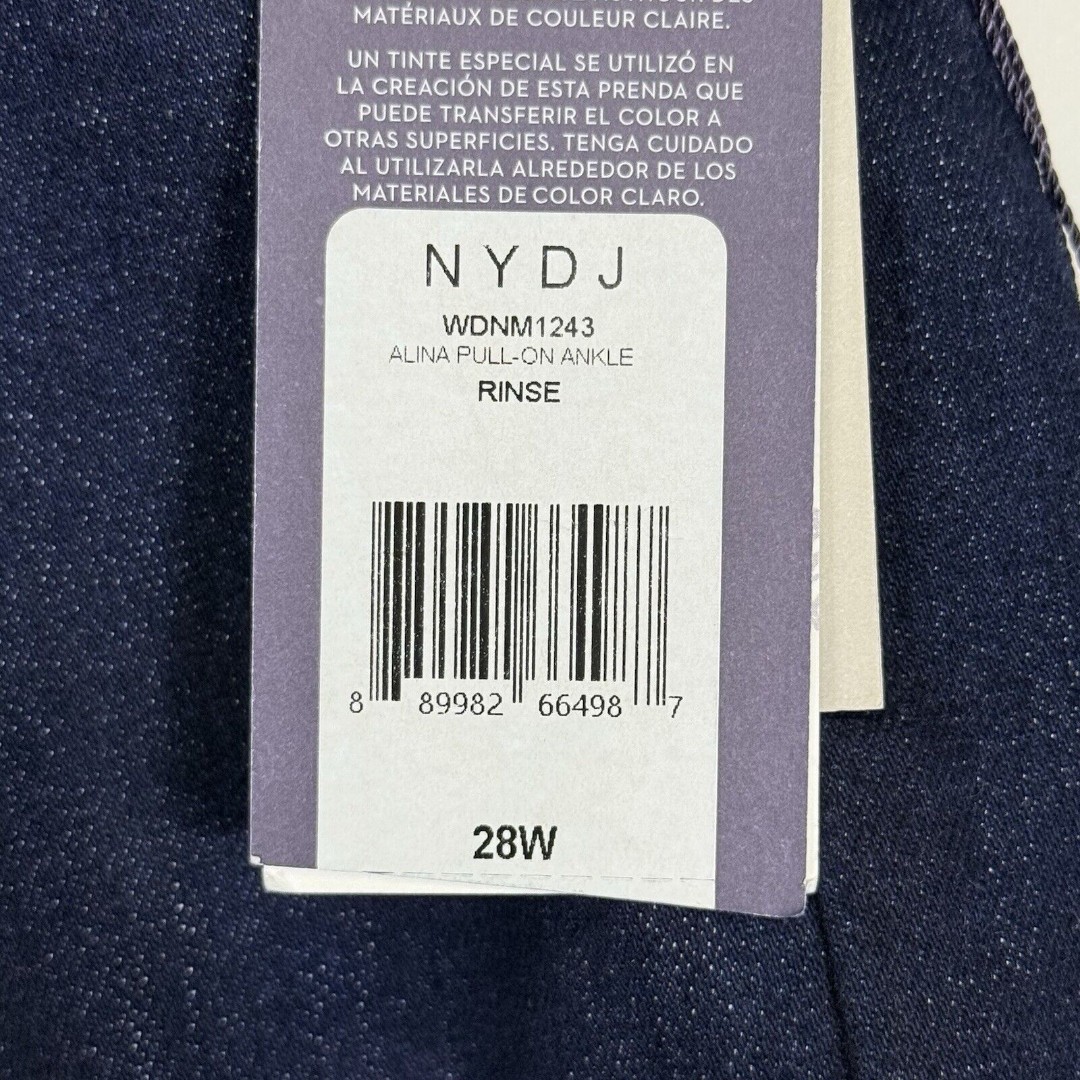 MATÉRIAUX DE COULEUR CLAIRE.
UN TINTE ESPECIAL SE UTILIZÓ EN
LA CREACIÓN DE ESTA PRENDA QUE
PUEDE TRANSFERIR EL COLOR A
OTRAS SUPERFICIES. TENGA CUIDADO
AL UTILIZARLA ALREDEDOR DE LOS
MATERIALES DE COLOR CLARO.
NYDJ
WDNM1243
ALINA PULL-ON ANKLE
RINSE
8 89982 66498 7
28W